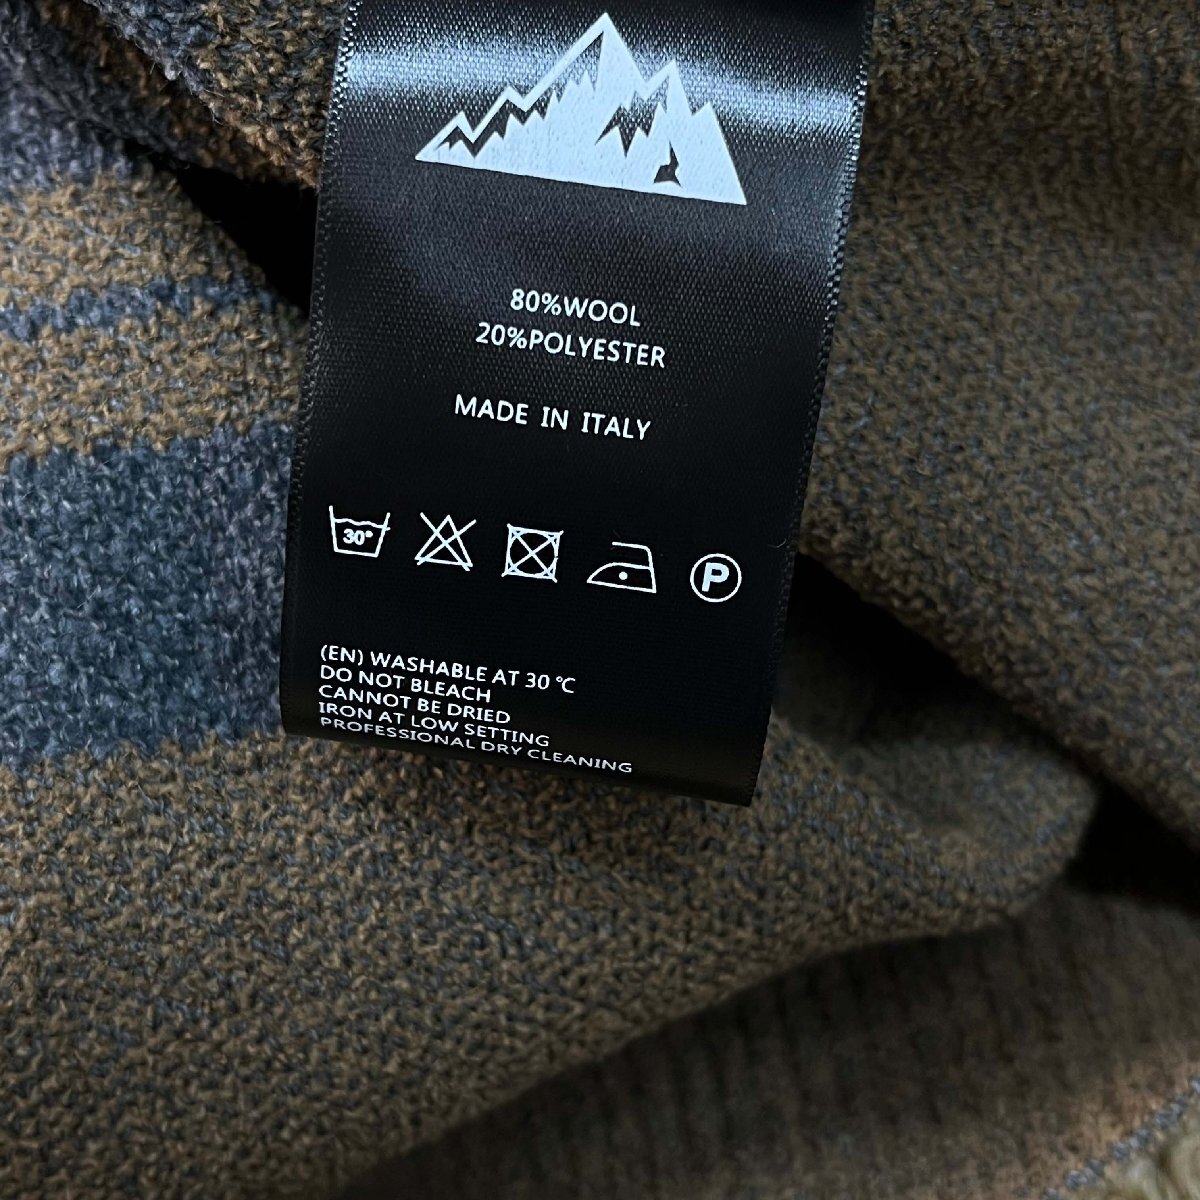 80%WOOL
20%POLYESTER
MADE IN ITALY
30°
P
(EN) WASHABLE AT 30 °C
DO NOT BLEACH
CANNOT BE DRIED
IRON AT LOW SETTING
PROFESSIONAL DRY CLEANING